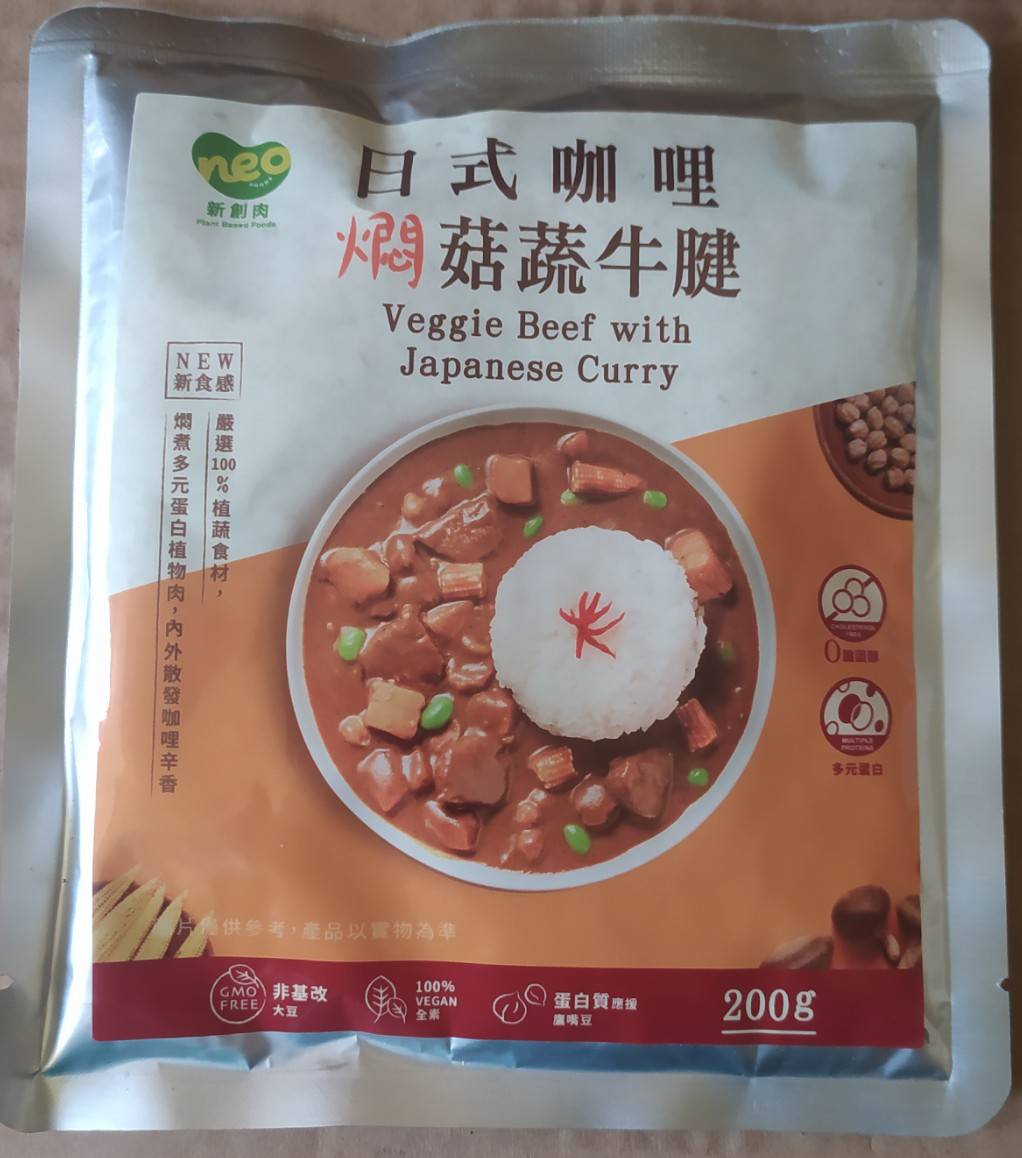 neo
FOODS
新創肉
Plant Based Foods
日式咖哩
燜菇蔬牛腱
Veggie Beef with
Japanese Curry
NEW
新食感
嚴選100%植蔬食材，
燜煮多元蛋白植物肉，內外散發咖哩辛香
CHOLESTEROL
FREE
0膽固醇
MULTIPLE
PROTEINS
多元蛋白
片僅供參考，產品以實物為準
GMO
FREE
非基改
大豆
100%
VEGAN
全素
蛋白質應援
鷹嘴豆
200g